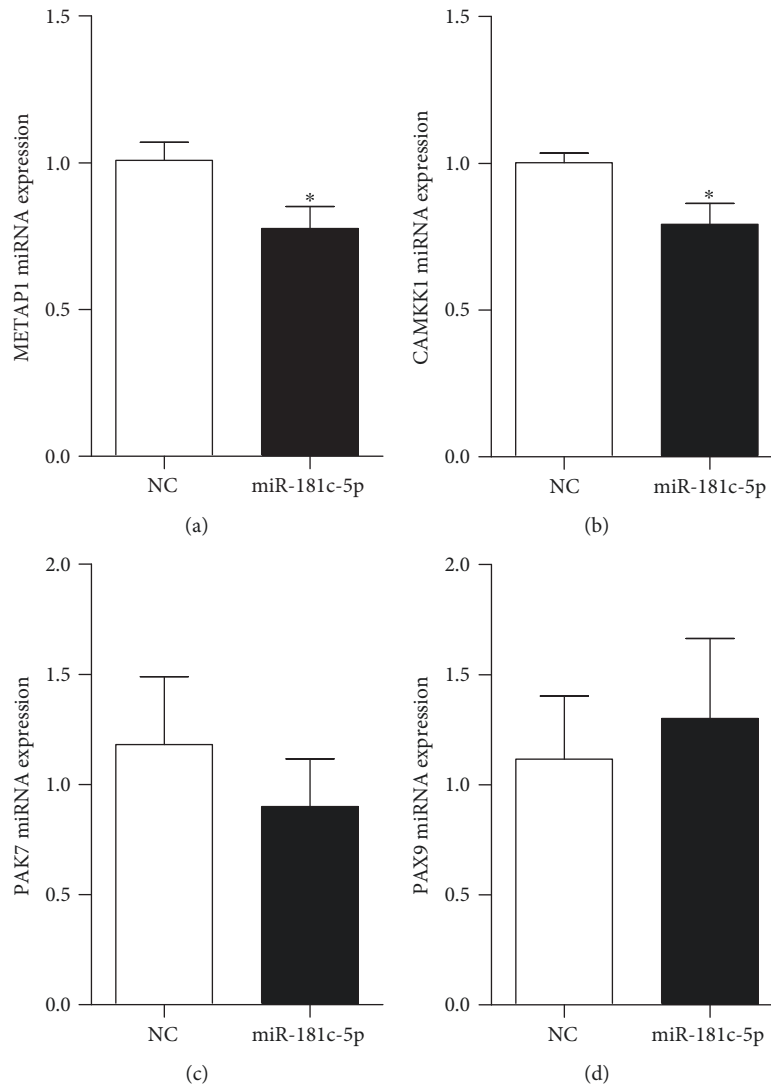 METAP1 miRNA expression
1.5
1.0
0.5
0.0
*
NC
miR-181c-5p
(a)
CAMKK1 miRNA expression
1.5
1.0
0.5
0.0
*
NC
miR-181c-5p
(b)
PAK7 miRNA expression
2.0
1.5
1.0
0.5
0.0
NC
miR-181c-5p
(c)
PAX9 miRNA expression
2.0
1.5
1.0
0.5
0.0
NC
miR-181c-5p
(d)